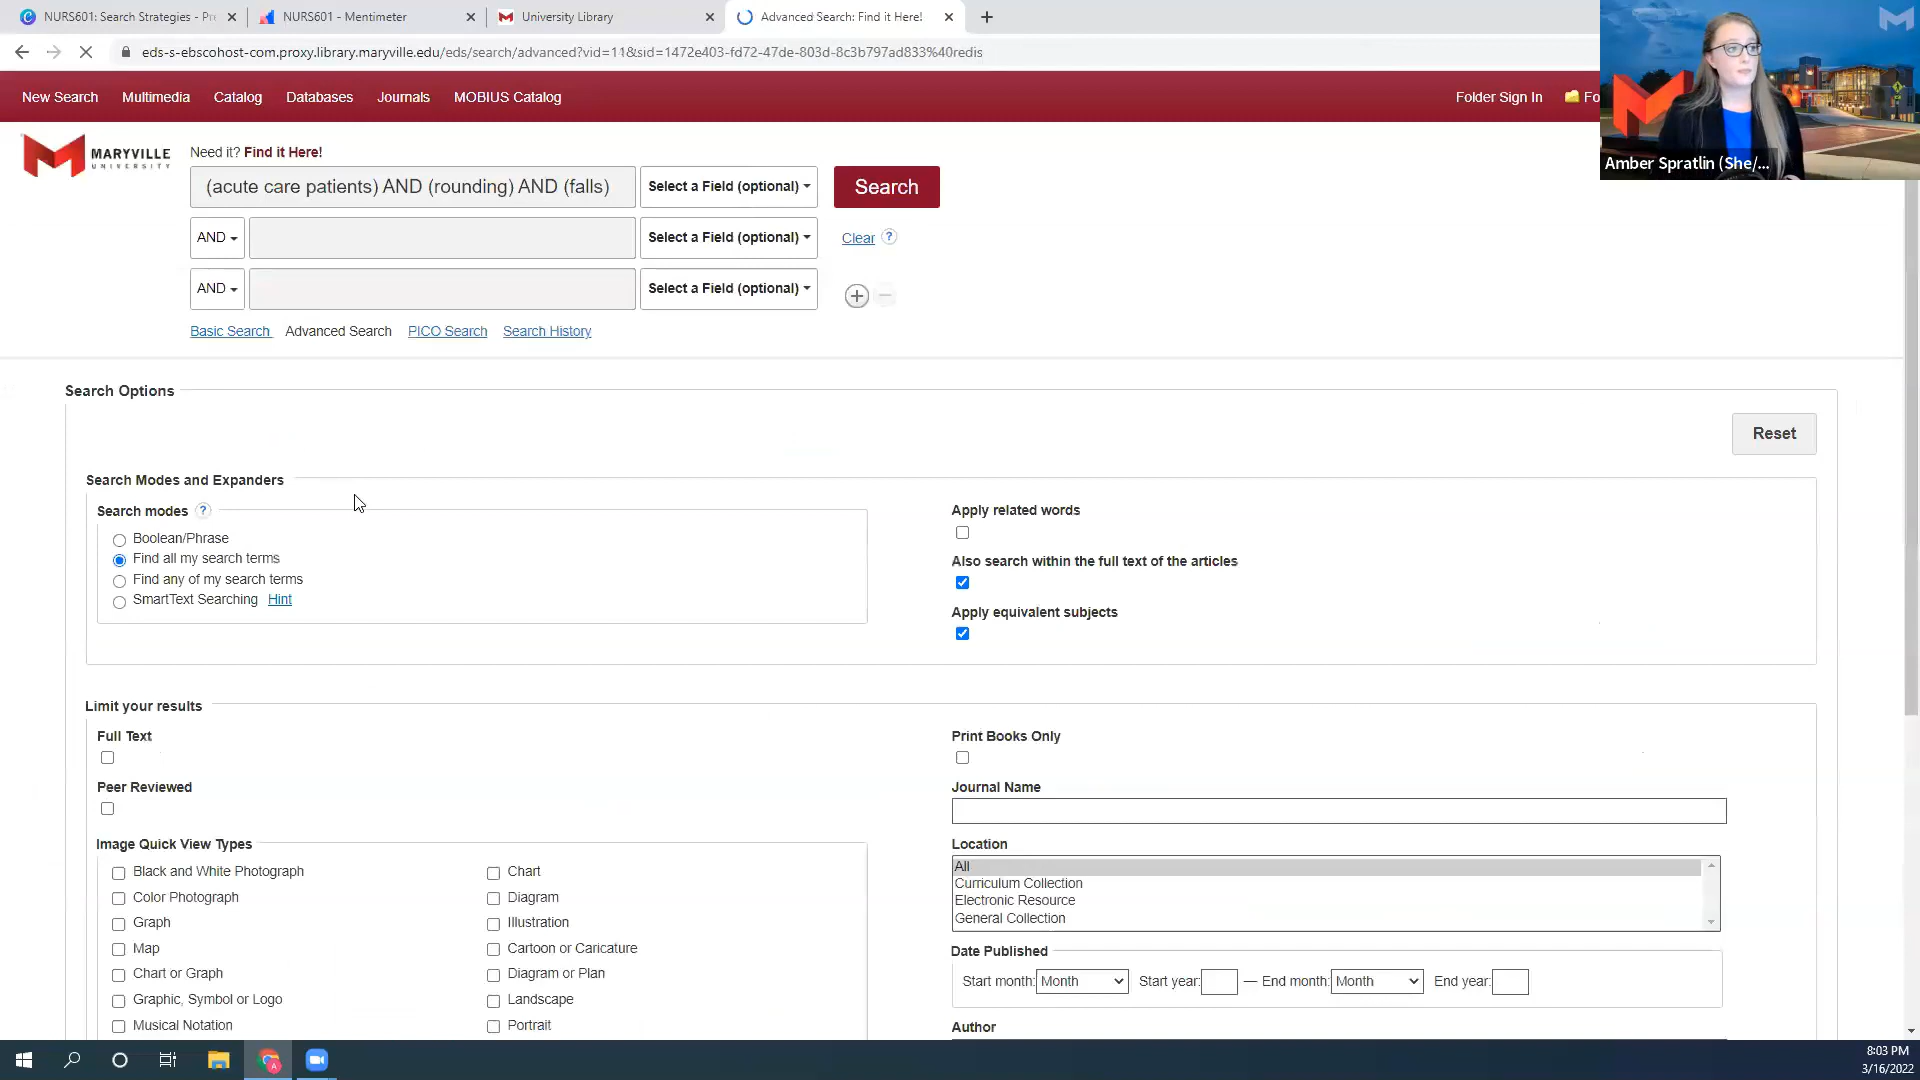 NURS601: Search Strategies - Pre
NURS601 - Mentimeter
University Library
Advanced Search: Find it Here!
eds-s-ebscohost-com.proxy.library.maryville.edu/eds/search/advanced?vid=11&sid=1472e403-fd72-47de-803d-8c3b797ad833%40redis
New Search Multimedia Catalog Databases Journals MOBIUS Catalog Folder Sign In Fo
MARYVILLE
UNIVERSITY
Need it? Find it Here!
(acute care patients) AND (rounding) AND (falls) Select a Field (optional) Search
AND Select a Field (optional) Clear ?
AND Select a Field (optional)
Basic Search Advanced Search PICO Search Search History
Amber Spratlin (She/...
Search Options
Reset
Search Modes and Expanders
Search modes ?
Boolean/Phrase
Find all my search terms
Find any of my search terms
SmartText Searching Hint
Apply related words
Also search within the full text of the articles
Apply equivalent subjects
Limit your results
Full Text
Peer Reviewed
Image Quick View Types
Black and White Photograph
Color Photograph
Graph
Map
Chart or Graph
Graphic, Symbol or Logo
Musical Notation
Chart
Diagram
Illustration
Cartoon or Caricature
Diagram or Plan
Landscape
Portrait
Print Books Only
Journal Name
Location
All
Curriculum Collection
Electronic Resource
General Collection
Date Published
Start month: Month Start year: — End month: Month End year:
Author
8:03 PM
3/16/2022